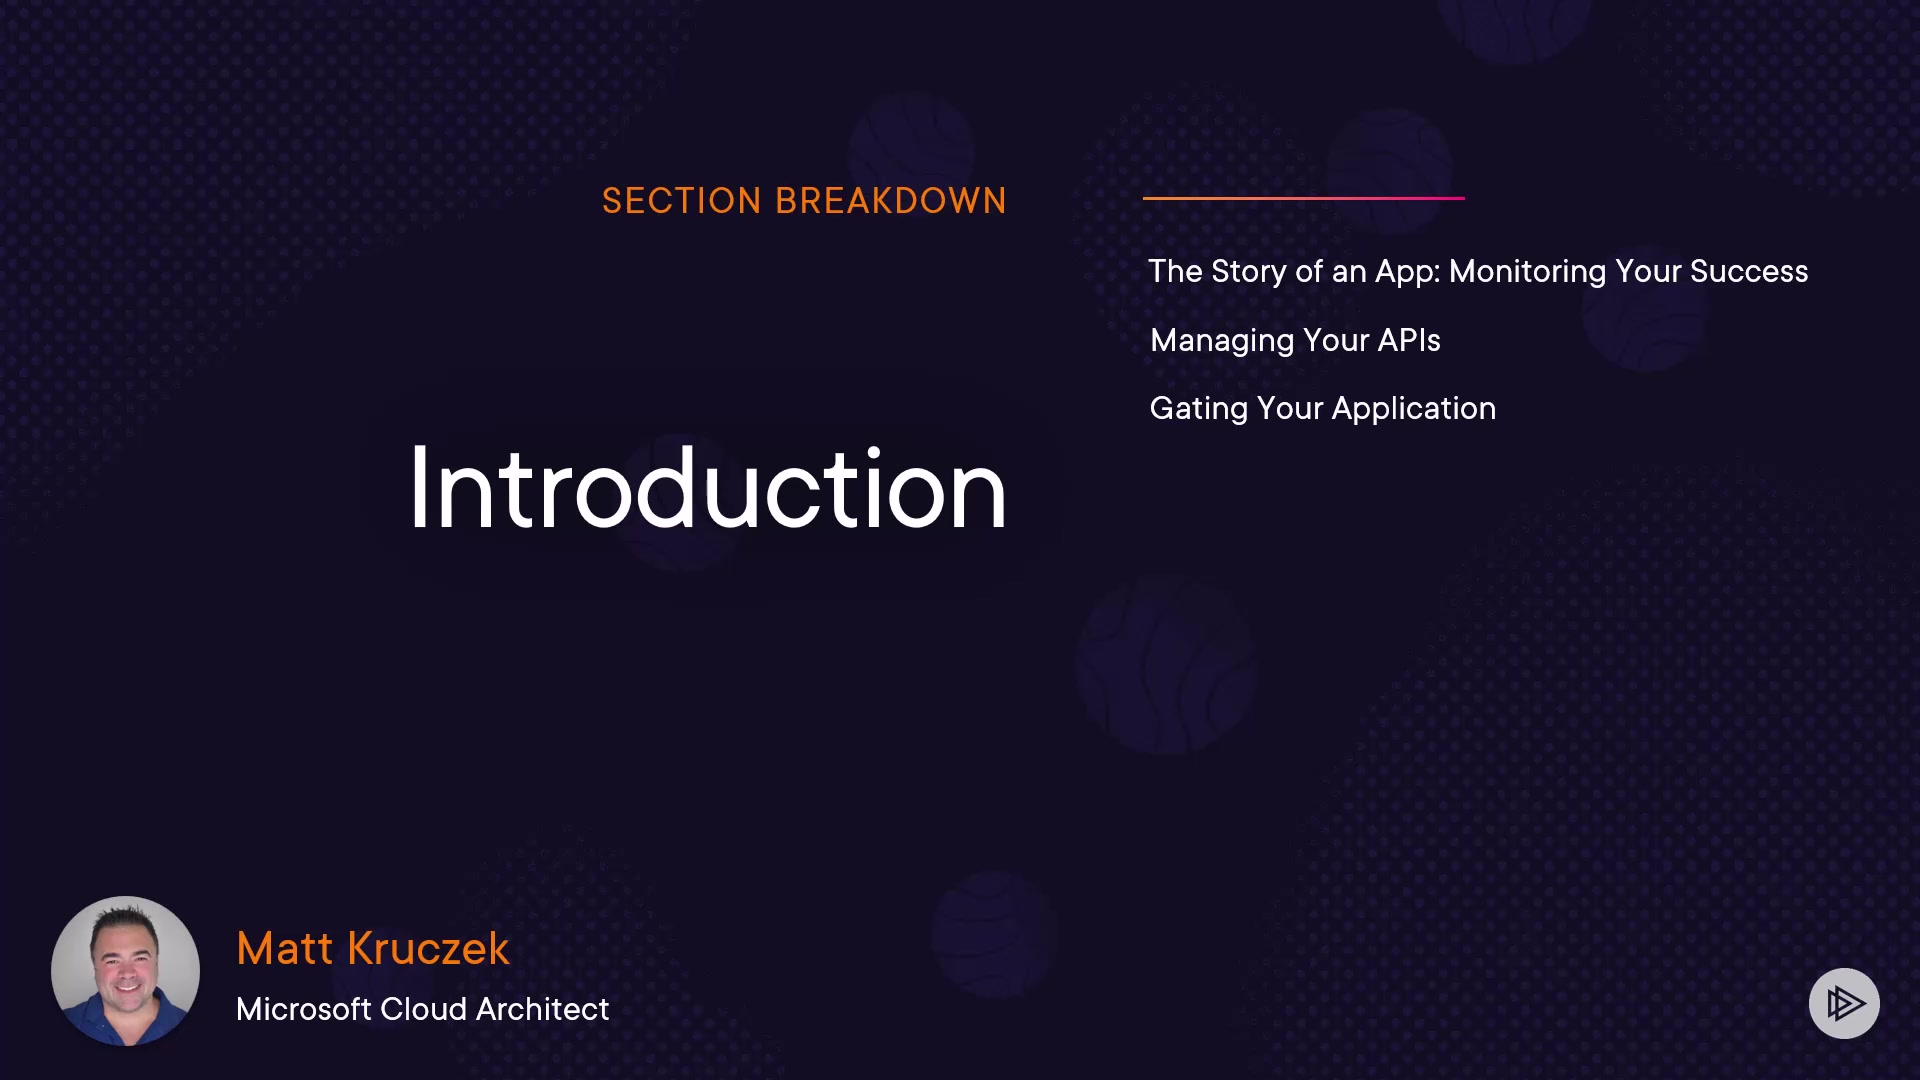 SECTION BREAKDOWN
Introduction
The Story of an App: Monitoring Your Success
Managing Your APIs
Gating Your Application
Matt Kruczek
Microsoft Cloud Architect